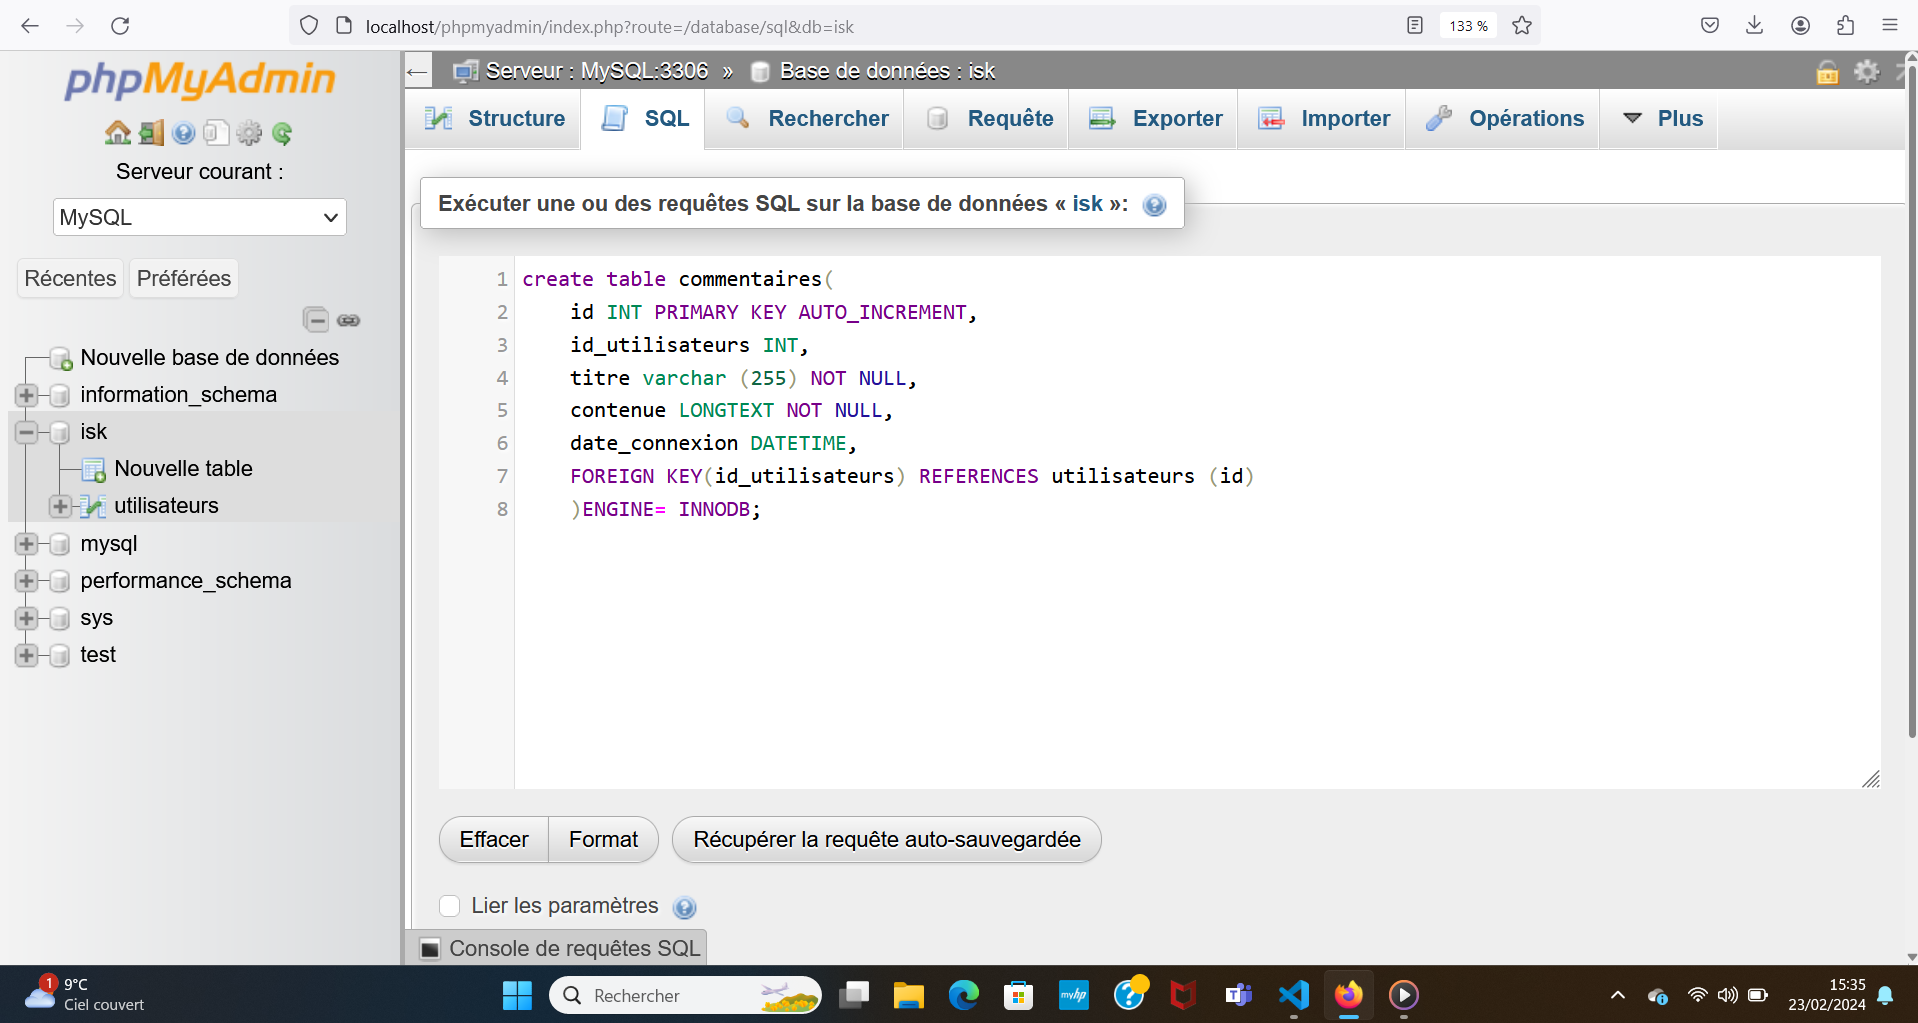 localhost/phpmyadmin/index.php?route=/database/sql&db=isk
133 %
phpMyAdmin
Serveur courant :
MySQL
Récentes
Préférées
Nouvelle base de données
information_schema
isk
Nouvelle table
utilisateurs
mysql
performance_schema
sys
test
Serveur : MySQL:3306 » Base de données : isk
Structure
SQL
Rechercher
Requête
Exporter
Importer
Opérations
Plus
Exécuter une ou des requêtes SQL sur la base de données « isk »:
1 create table commentaires(
2 id INT PRIMARY KEY AUTO_INCREMENT,
3 id_utilisateurs INT,
4 titre varchar (255) NOT NULL,
5 contenue LONGTEXT NOT NULL,
6 date_connexion DATETIME,
7 FOREIGN KEY(id_utilisateurs) REFERENCES utilisateurs (id)
8 )ENGINE= INNODB;
Effacer
Format
Récupérer la requête auto-sauvegardée
Lier les paramètres
Console de requêtes SQL
1
9°C
Ciel couvert
Rechercher
myhp
15:35
23/02/2024